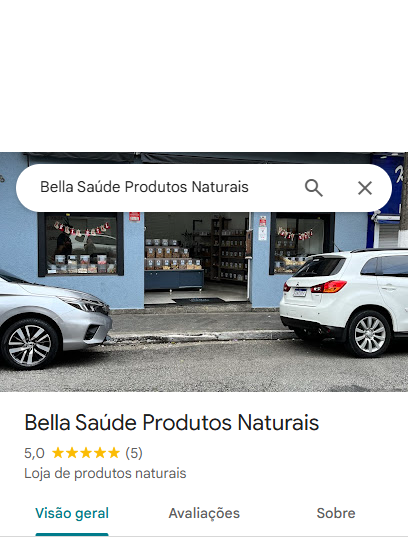 Bella Saúde Produtos Naturais
Bella Saúde Produtos Naturais
5,0 (5)
Loja de produtos naturais
Visão geral Avaliações Sobre